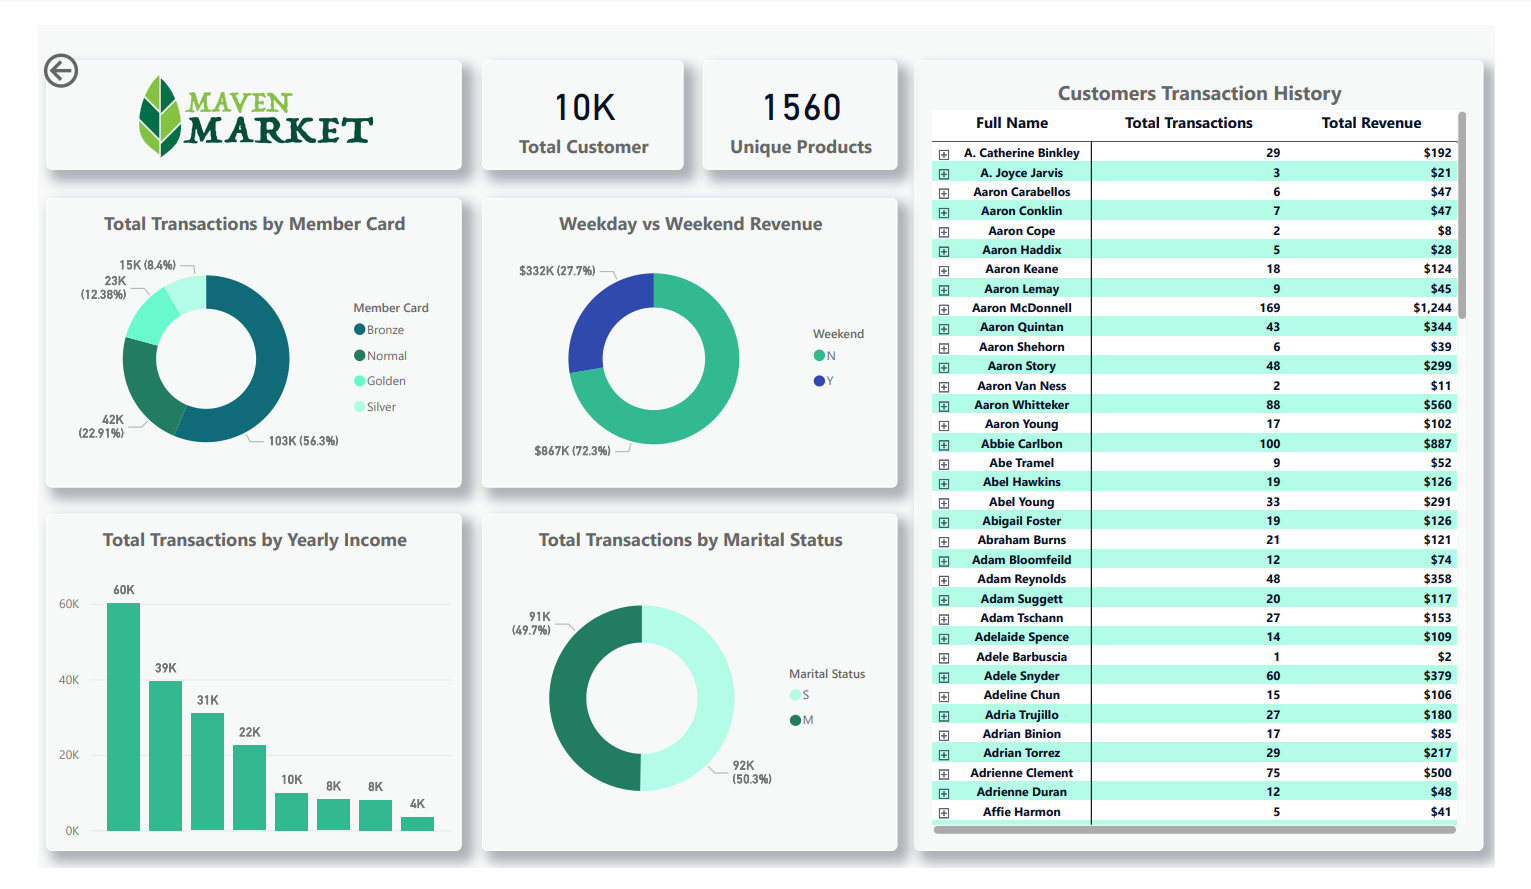 MAVEN
MARKET
10K
Total Customer
1560
Unique Products
Total Transactions by Member Card
15K (8.4%)
23K
(12.38%)
42K
(22.91%)
103K (56.3%)
Member Card
Bronze
Normal
Golden
Silver
Weekday vs Weekend Revenue
$332K (27.7%)
$867K (72.3%)
Weekend
N
Y
Total Transactions by Yearly Income
60K
40K
20K
0K
60K
39K
31K
22K
10K
8K
8K
4K
Total Transactions by Marital Status
91K
(49.7%)
92K
(50.3%)
Marital Status
S
M
Customers Transaction History
Full Name Total Transactions Total Revenue
A. Catherine Binkley 29 $192
A. Joyce Jarvis 3 $21
Aaron Carabellos 6 $47
Aaron Conklin 7 $47
Aaron Cope 2 $8
Aaron Haddix 5 $28
Aaron Keane 18 $124
Aaron Lemay 9 $45
Aaron McDonnell 169 $1,244
Aaron Quintan 43 $344
Aaron Shehorn 6 $39
Aaron Story 48 $299
Aaron Van Ness 2 $11
Aaron Whitteker 88 $560
Aaron Young 17 $102
Abbie Carlbon 100 $887
Abe Tramel 9 $52
Abel Hawkins 19 $126
Abel Young 33 $291
Abigail Foster 19 $126
Abraham Burns 21 $121
Adam Bloomfeild 12 $74
Adam Reynolds 48 $358
Adam Suggett 20 $117
Adam Tschann 27 $153
Adelaide Spence 14 $109
Adele Barbuscia 1 $2
Adele Snyder 60 $379
Adeline Chun 15 $106
Adria Trujillo 27 $180
Adrian Binion 17 $85
Adrian Torrez 29 $217
Adrienne Clement 75 $500
Adrienne Duran 12 $48
Affie Harmon 5 $41